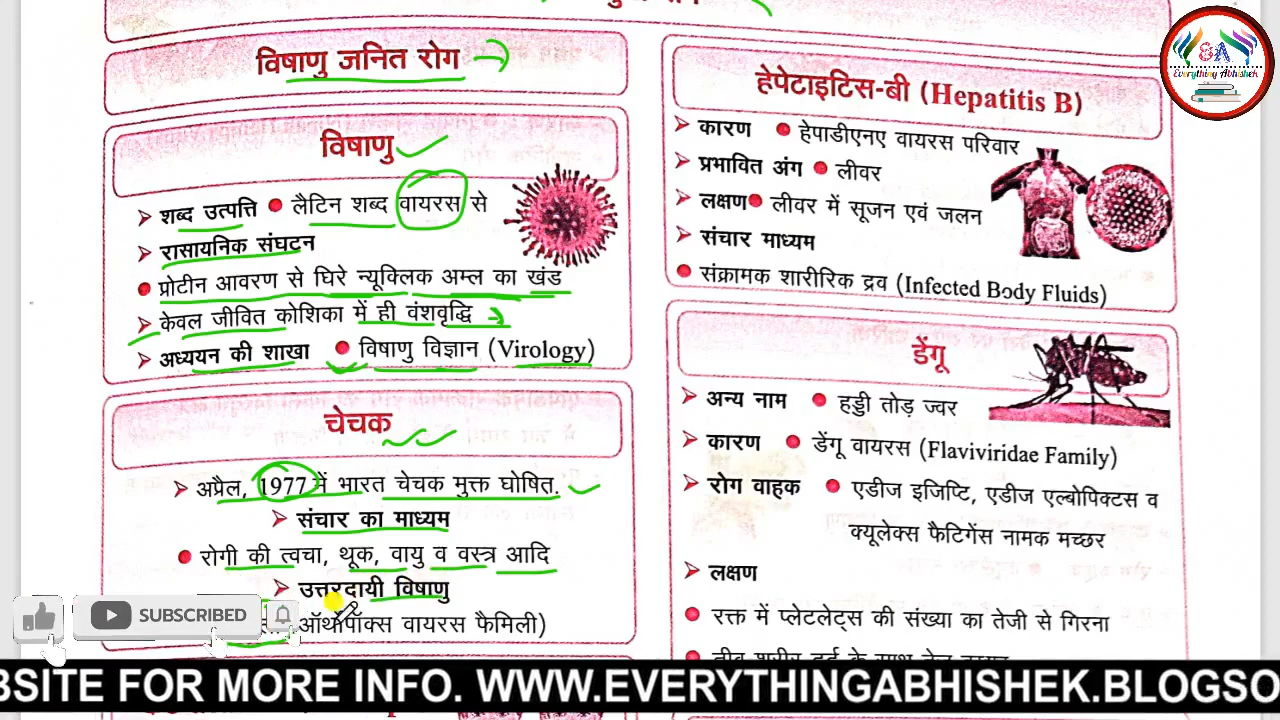 विषाणु जनित रोग
विषाणु
शब्द उत्पत्ति लैटिन शब्द वायरस से
रासायनिक संघटन
प्रोटीन आवरण से घिरे न्यूक्लिक अम्ल का खंड
केवल जीवित कोशिका में ही वंशवृद्धि
अध्ययन की शाखा विषाणु विज्ञान (Virology)
चेचक
अप्रैल, 1977 में भारत चेचक मुक्त घोषित.
संचार का माध्यम
रोगी की त्वचा, थूक, वायु व वस्त्र आदि
उत्तरदायी विषाणु
ऑर्थोपॉक्स वायरस फैमिली)
हेपेटाइटिस-बी (Hepatitis B)
कारण हेपाडीएनए वायरस परिवार
प्रभावित अंग लीवर
लक्षण लीवर में सूजन एवं जलन
संचार माध्यम
संक्रामक शारीरिक द्रव (Infected Body Fluids)
डेंगू
अन्य नाम हड्डी तोड़ ज्वर
कारण डेंगू वायरस (Flaviviridae Family)
रोग वाहक एडीज इजिप्टि, एडीज एल्बोपिक्टस व
क्यूलेक्स फैटिगेंस नामक मच्छर
लक्षण
रक्त में प्लेटलेट्स की संख्या का तेजी से गिरना
&A
Everything Abhishek
SUBSCRIBED
BSITE FOR MORE INFO. WWW.EVERYTHINGABHISHEK.BLOGSO